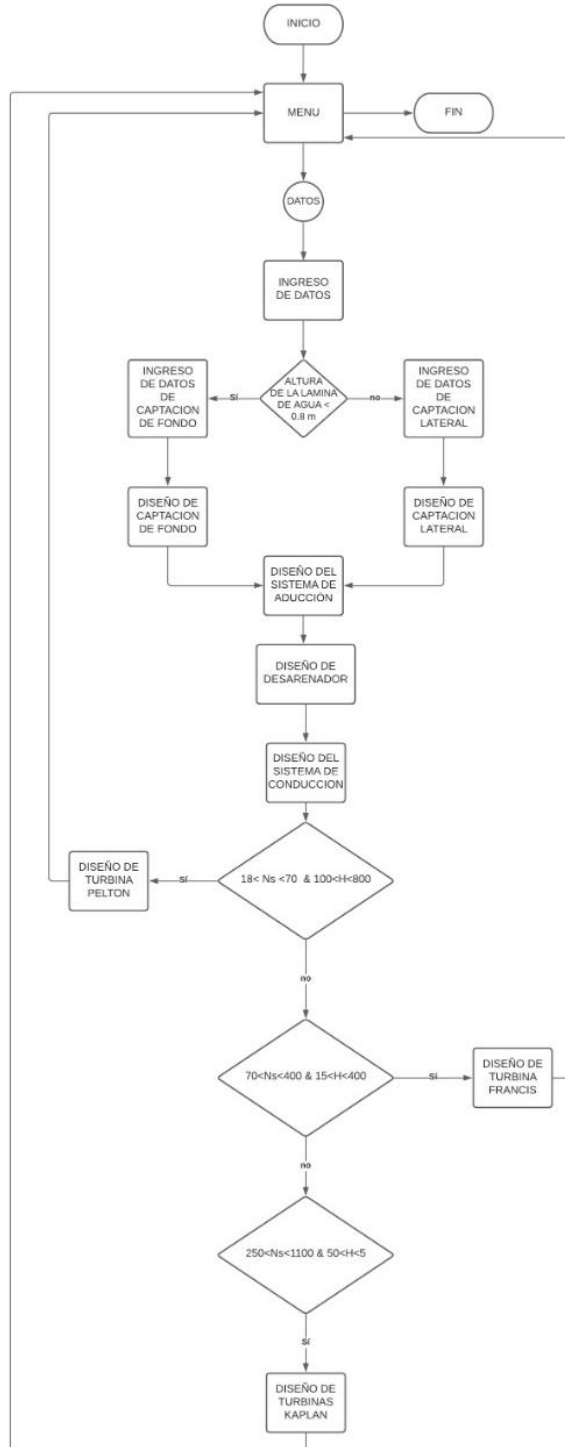 INICIO
MENU
FIN
DATOS
INGRESO
DE DATOS
INGRESO
DE DATOS
DE
CAPTACION
DE FONDO
Sí
ALTURA
DE LA LAMINA
DE AGUA <
0.8 m
no
INGRESO
DE DATOS DE
CAPTACION
LATERAL
DISEÑO DE
CAPTACION
DE FONDO
DISEÑO DE
CAPTACION
LATERAL
DISEÑO DEL
SISTEMA DE
ADUCCIÓN
DISEÑO DE
DESARENADOR
DISEÑO DEL
SISTEMA DE
CONDUCCION
DISEÑO DE
TURBINA
PELTON
Sí
18< Ns <70 & 100<H<800
no
70<Ns<400 & 15<H<400
Sí
DISEÑO DE
TURBINA
FRANCIS
no
250<Ns<1100 & 50<H<5
Sí
DISEÑO DE
TURBINAS
KAPLAN